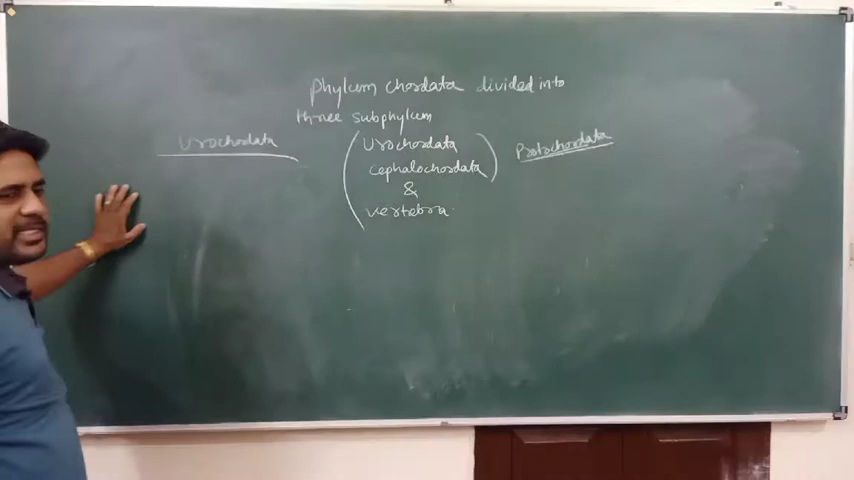 phylum chordata divided into
three subphylum
Urochordata
Urochordata
cephalochordata
&
vertebra
Protochordata